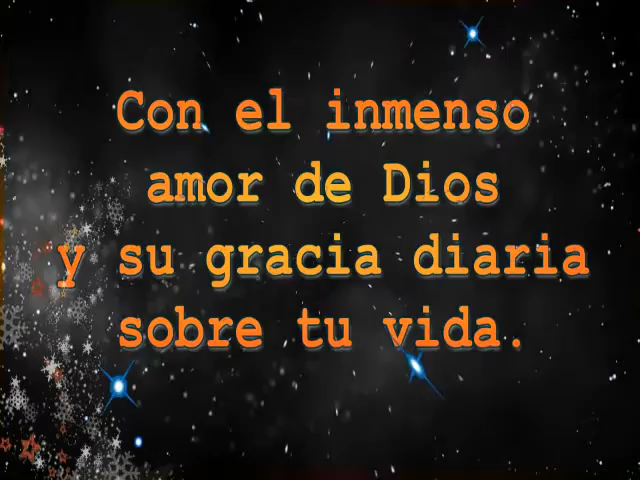 Con el inmenso
amor de Dios
y su gracia diaria
sobre tu vida.